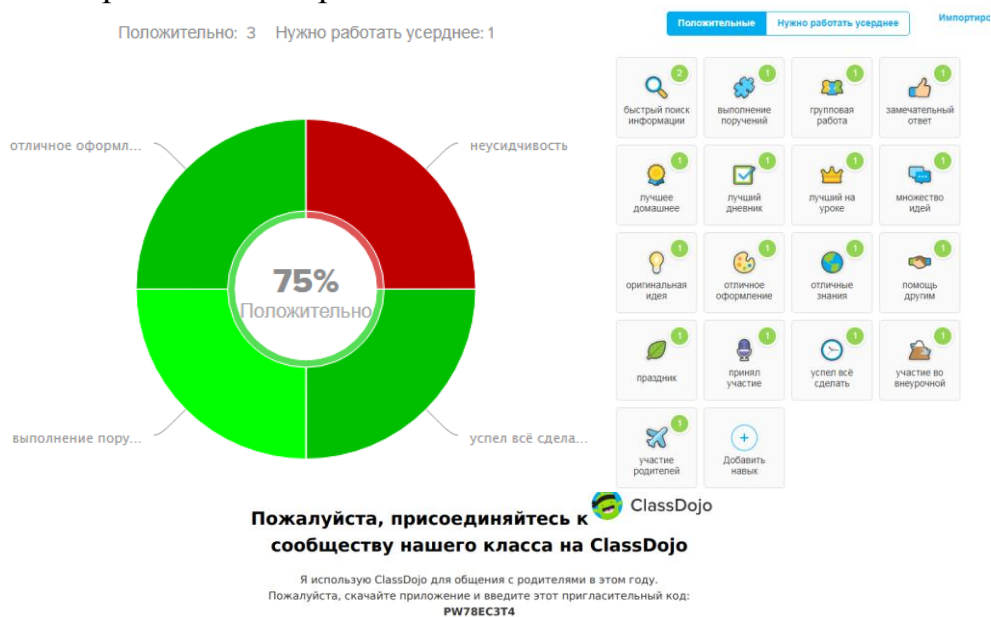 Положительно: 3 Нужно работать усерднее: 1
отличное оформл...
неусидчивость
75%
Положительно
выполнение пору...
успел всё сдела...
Положительные
Нужно работать усерднее
Импортиро
2
1
1
1
быстрый поиск
информации
выполнение
поручений
групповая
работа
замечательный
ответ
1
1
1
1
лучшее
домашнее
лучший
дневник
лучший на
уроке
множество
идей
1
1
1
1
оригинальная
идея
отличное
оформление
отличные
знания
помощь
другим
1
1
1
1
праздник
принял
участие
успел всё
сделать
участие во
внеурочной
1
участие
родителей
Добавить
навык
ClassDojo
Пожалуйста, присоединяйтесь к
сообществу нашего класса на ClassDojo
Я использую ClassDojo для общения с родителями в этом году.
Пожалуйста, скачайте приложение и введите этот пригласительный код:
PW78EC3T4